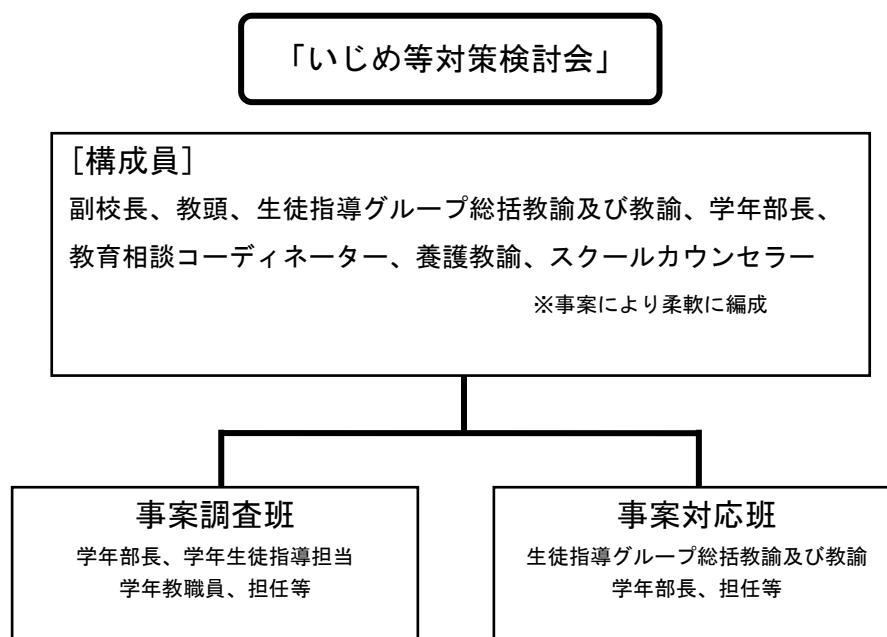 「いじめ等対策検討会」
［構成員］
副校長、教頭、生徒指導グループ総括教諭及び教諭、学年部長、
教育相談コーディネーター、養護教諭、スクールカウンセラー
※事案により柔軟に編成
事案調査班
学年部長、学年生徒指導担当
学年教職員、担任等
事案対応班
生徒指導グループ総括教諭及び教諭
学年部長、担任等